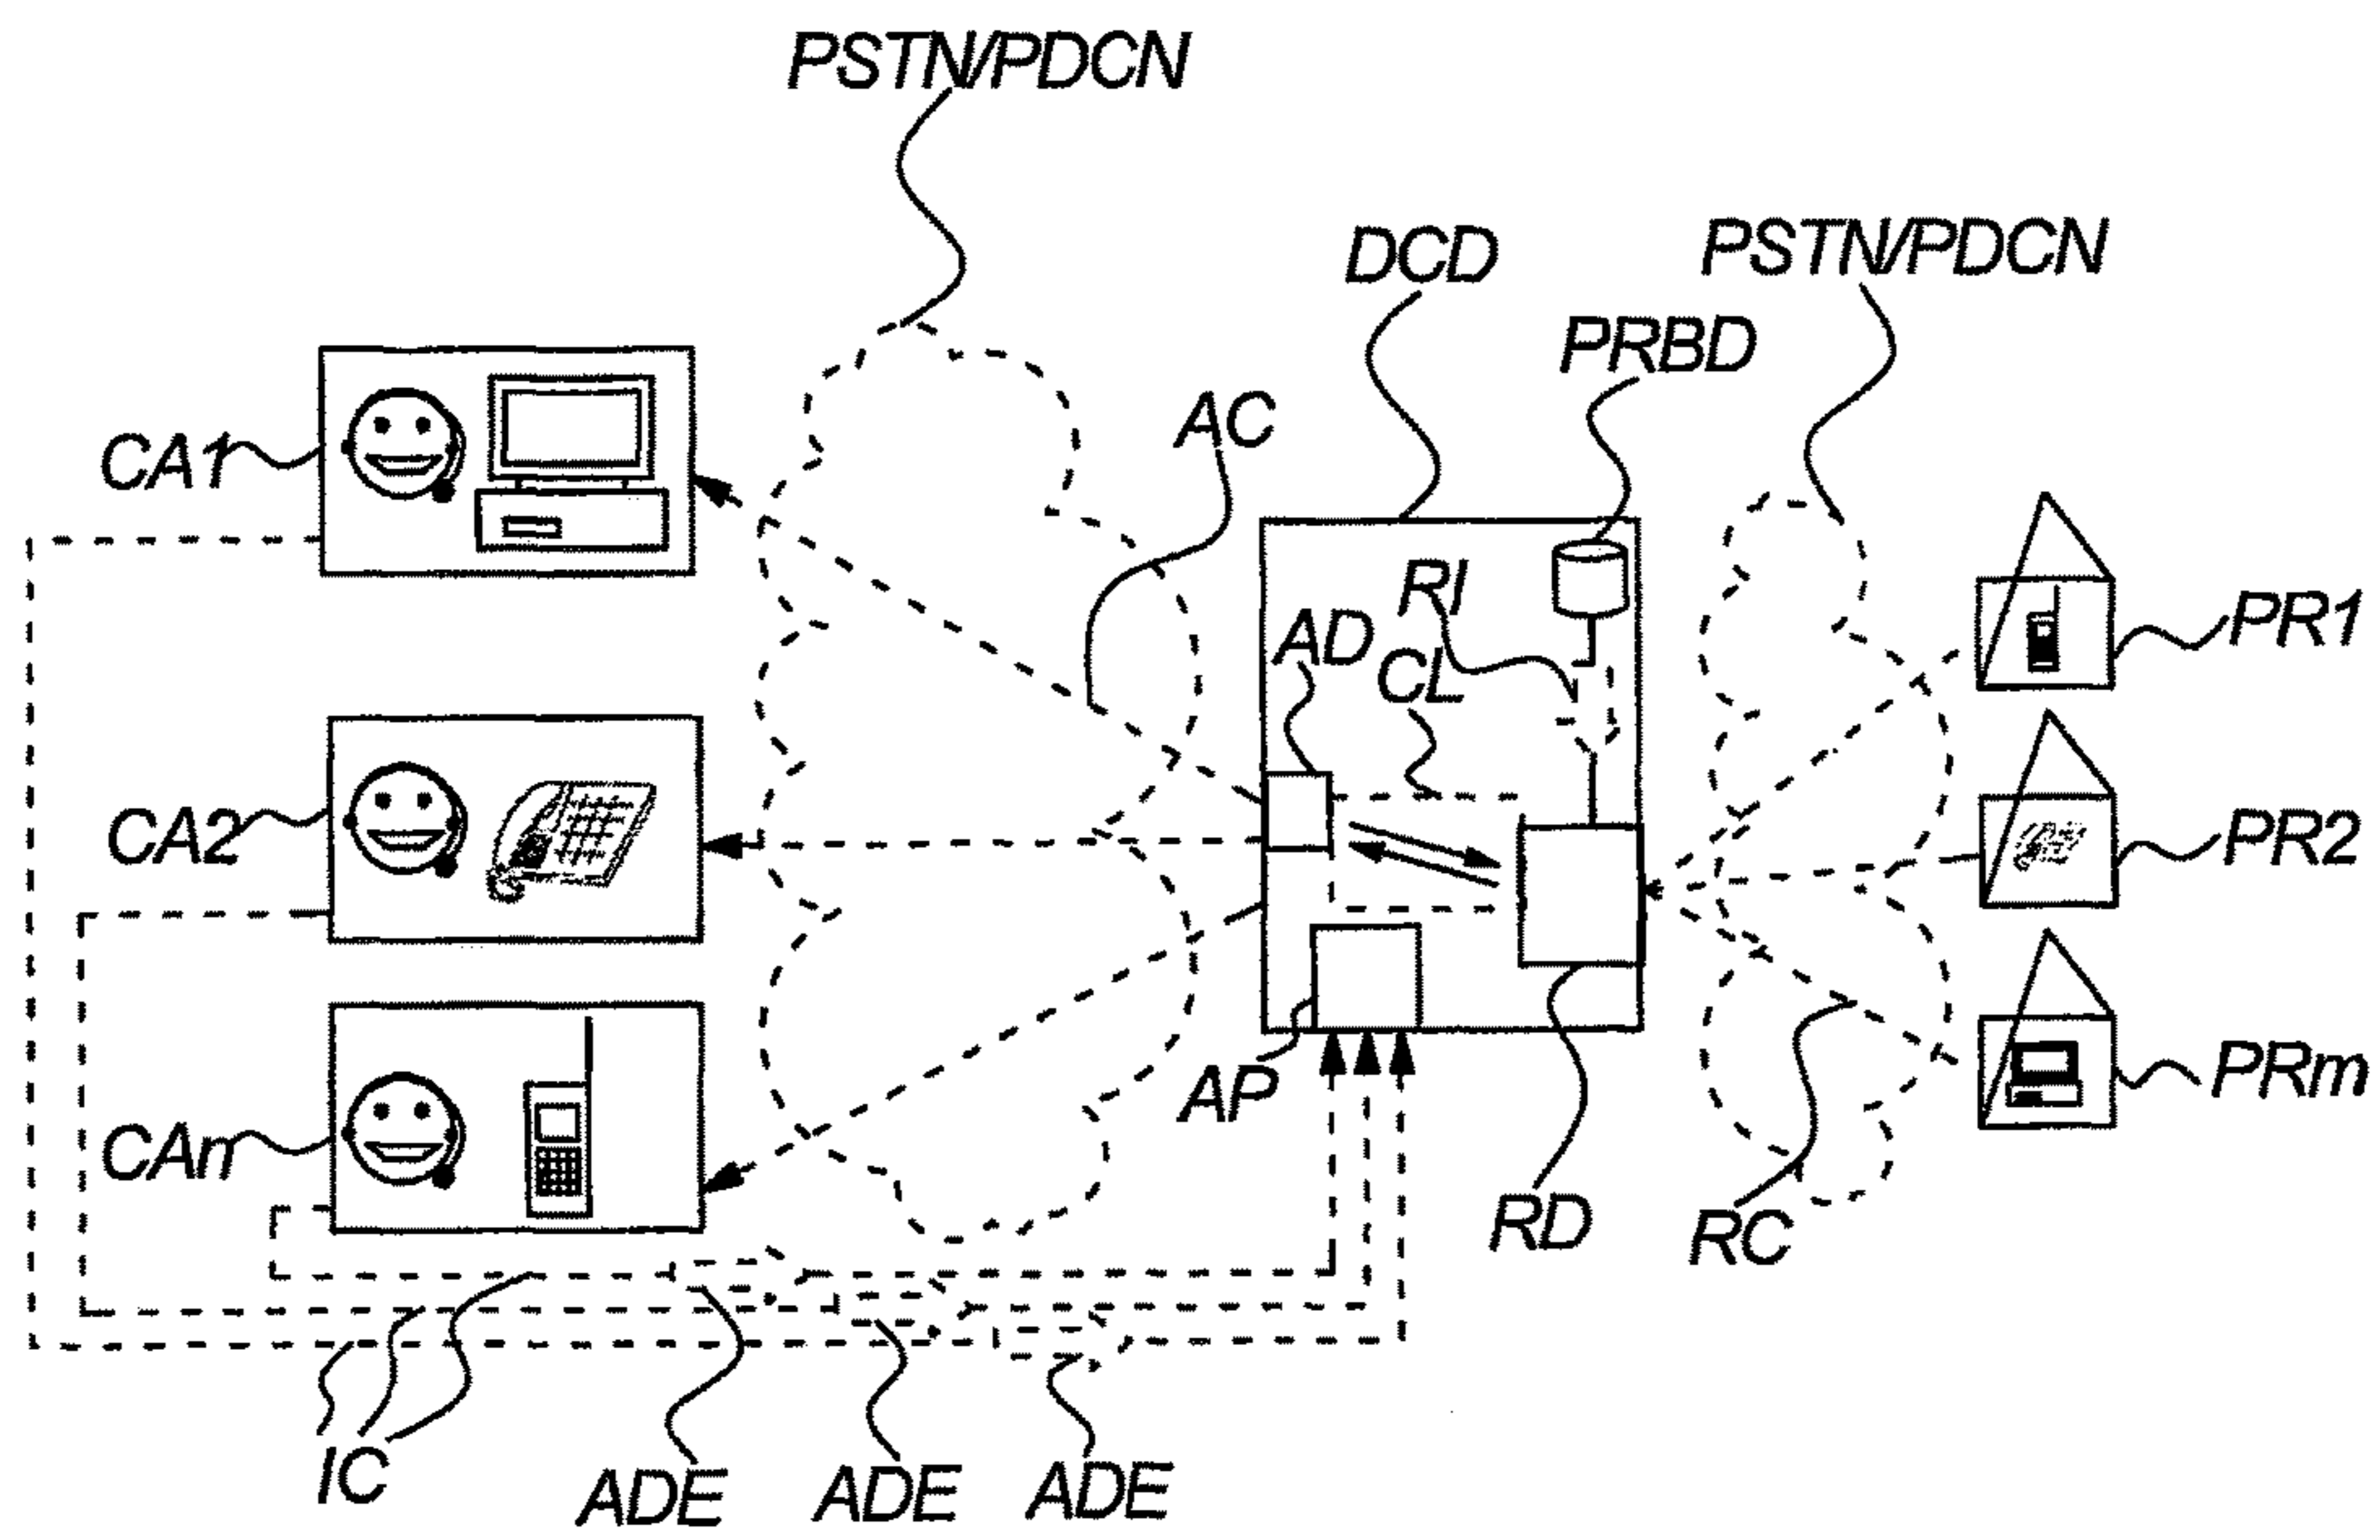 PSTN/PDCN
DCD
PSTN/PDCN
PRBD
AC
CA1
RI
AD
CL
PR1
CA2
PR2
AP
PRm
CAn
RD
RC
IC
ADE
ADE
ADE